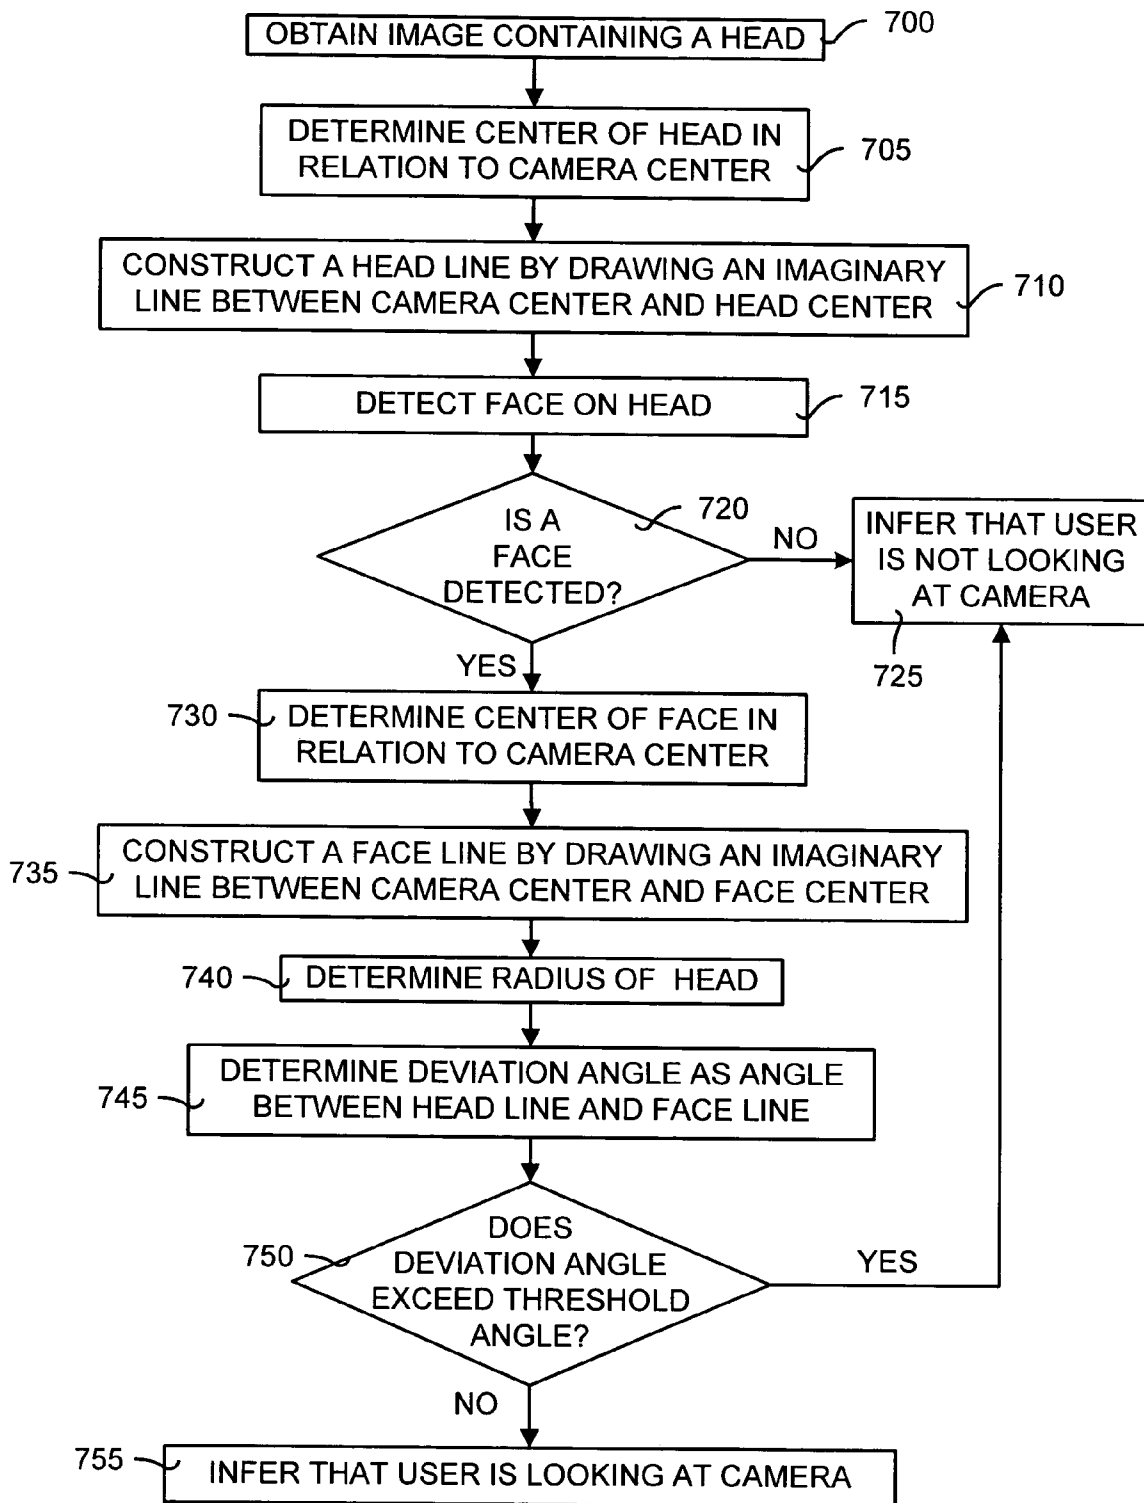 OBTAIN IMAGE CONTAINING A HEAD
700
DETERMINE CENTER OF HEAD IN
RELATION TO CAMERA CENTER
705
CONSTRUCT A HEAD LINE BY DRAWING AN IMAGINARY
LINE BETWEEN CAMERA CENTER AND HEAD CENTER
710
DETECT FACE ON HEAD
715
IS A
FACE
DETECTED?
720
NO
INFER THAT USER
IS NOT LOOKING
AT CAMERA
725
YES
730
DETERMINE CENTER OF FACE IN
RELATION TO CAMERA CENTER
735
CONSTRUCT A FACE LINE BY DRAWING AN IMAGINARY
LINE BETWEEN CAMERA CENTER AND FACE CENTER
740
DETERMINE RADIUS OF HEAD
745
DETERMINE DEVIATION ANGLE AS ANGLE
BETWEEN HEAD LINE AND FACE LINE
750
DOES
DEVIATION ANGLE
EXCEED THRESHOLD
ANGLE?
YES
NO
755
INFER THAT USER IS LOOKING AT CAMERA